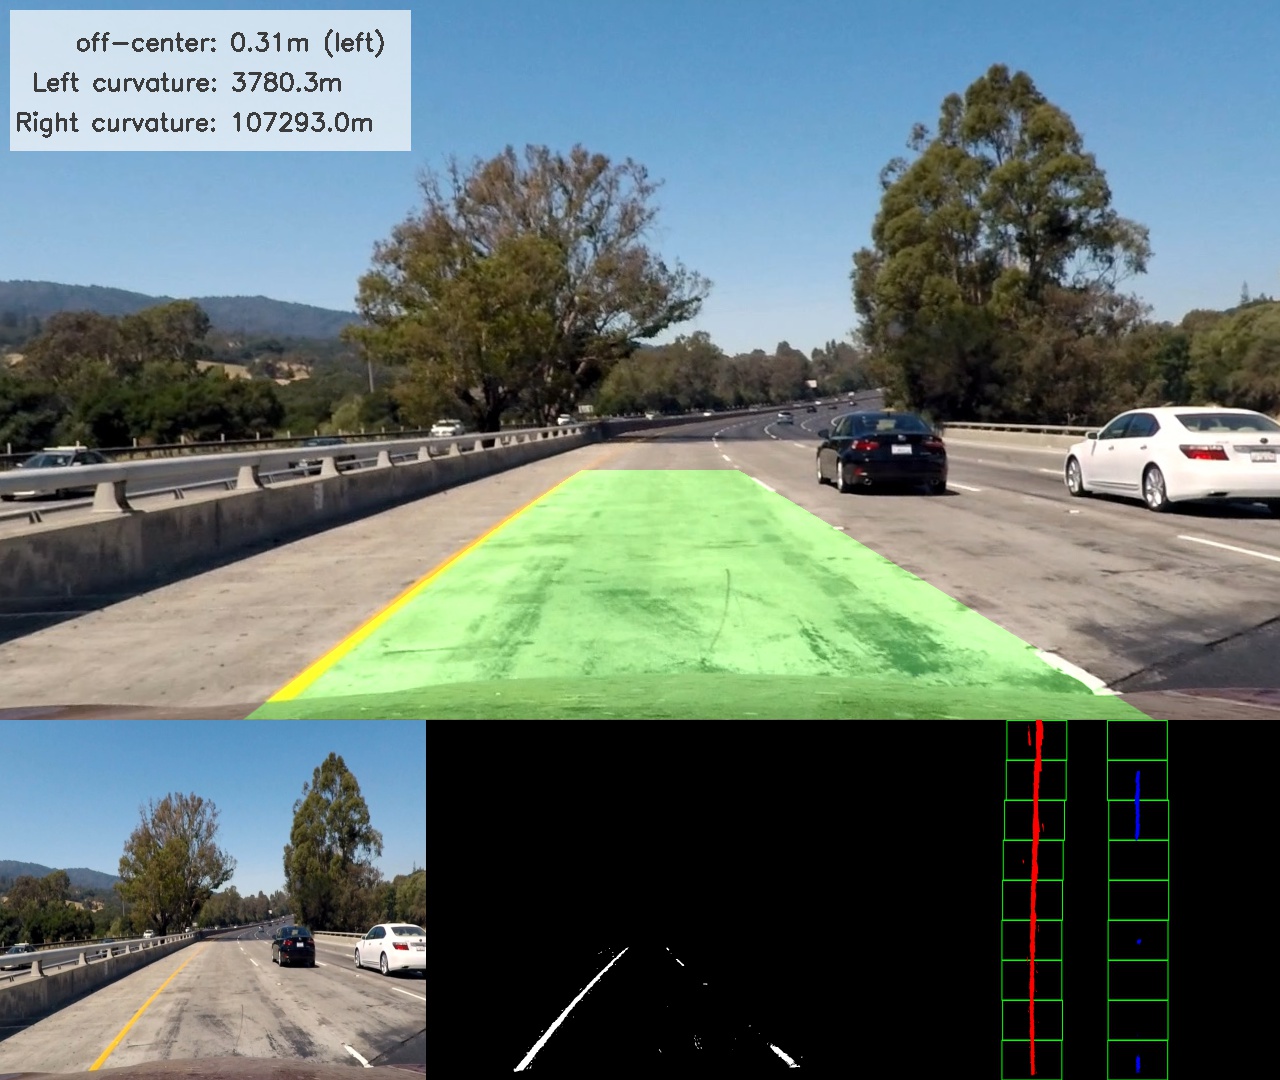 off-center: 0.31m (left)
Left curvature: 3780.3m
Right curvature: 107293.0m